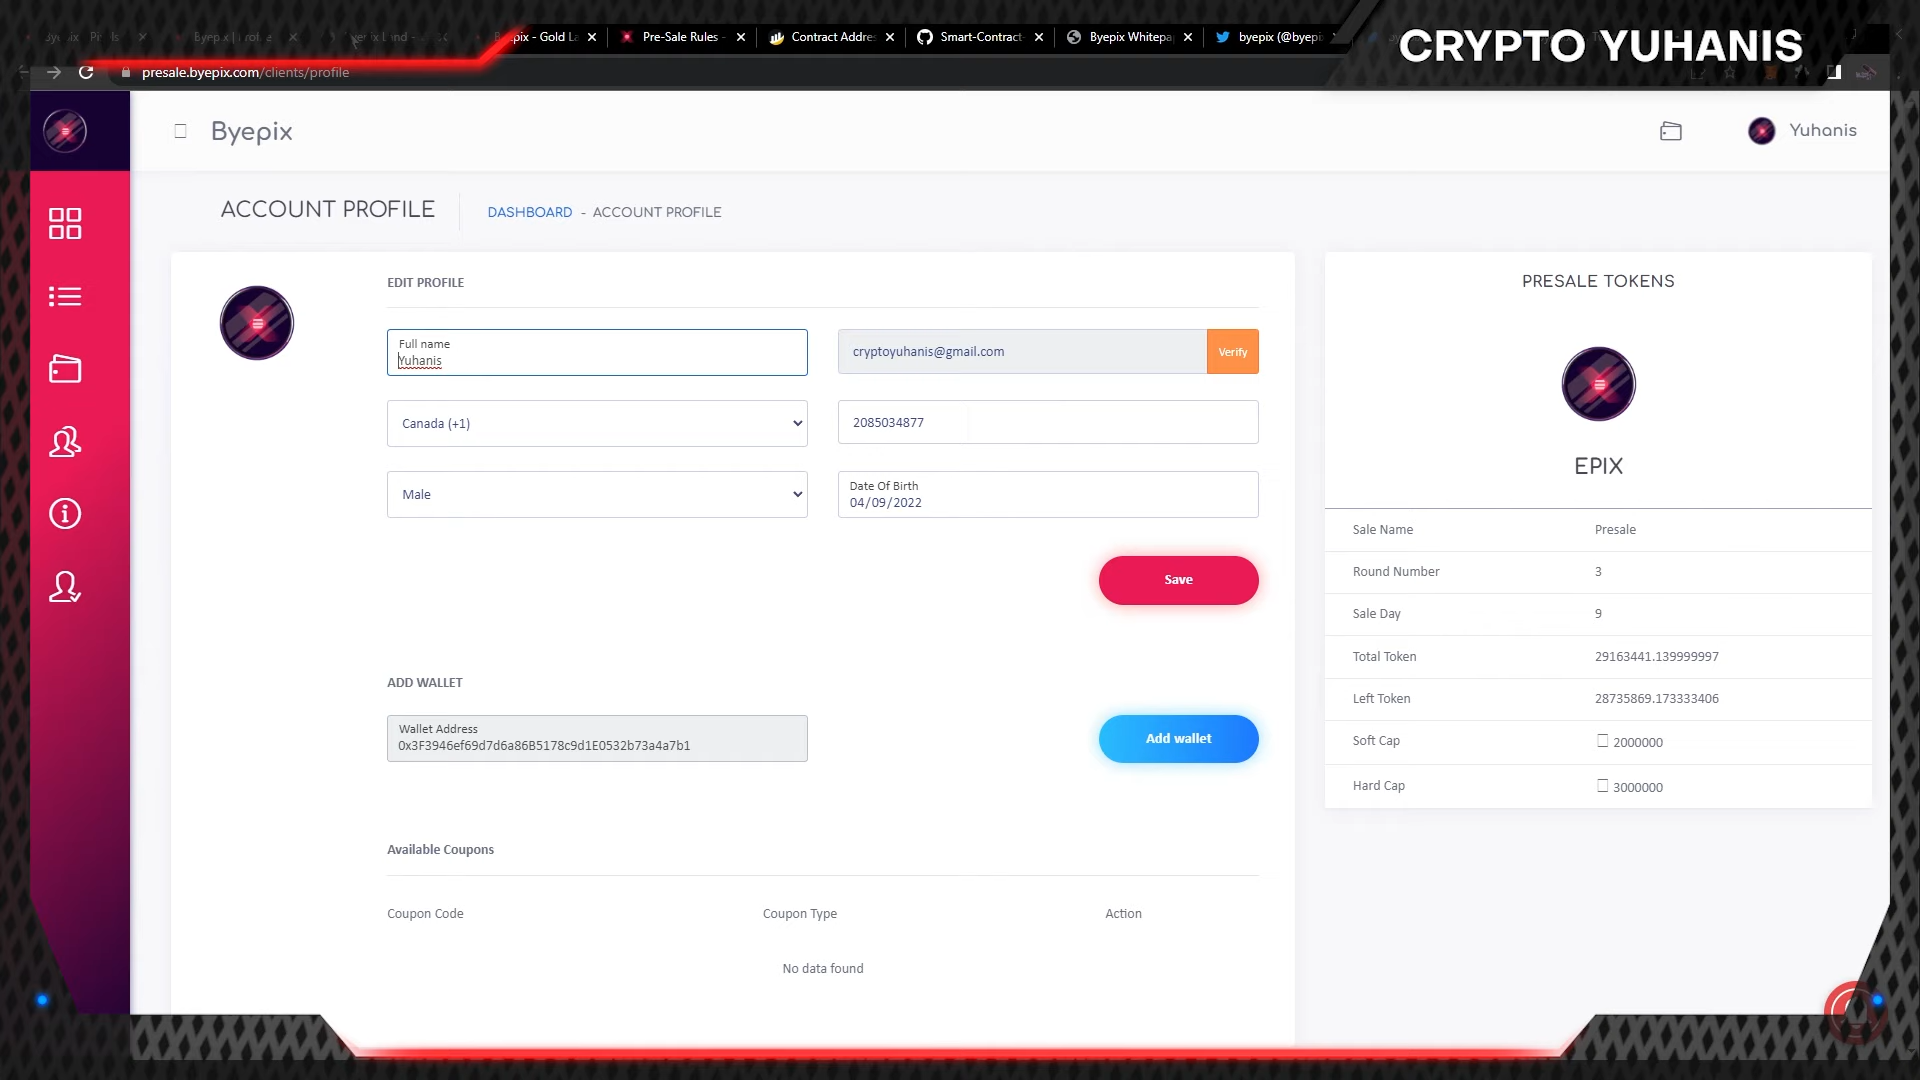 CRYPTO YUHANIS
epix - Gold La
Pre-Sale Rules -
Contract Addre
Smart-Contract-
Byepix Whitepa
byepix (@byepi
presale.byepix.com/clients/profile
Byepix
Yuhanis
ACCOUNT PROFILE
DASHBOARD - ACCOUNT PROFILE
EDIT PROFILE
Full name
Yuhanis
cryptoyuhanis@gmail.com
Verify
Canada (+1)
2085034877
Male
Date Of Birth
04/09/2022
Save
ADD WALLET
Wallet Address
0x3F3946ef69d7d6a86B5178c9d1E0532b73a4a7b1
Add wallet
Available Coupons
Coupon Code Coupon Type Action
No data found
PRESALE TOKENS
EPIX
Sale Name Presale
Round Number 3
Sale Day 9
Total Token 29163441.139999997
Left Token 28735869.173333406
Soft Cap 2000000
Hard Cap 3000000